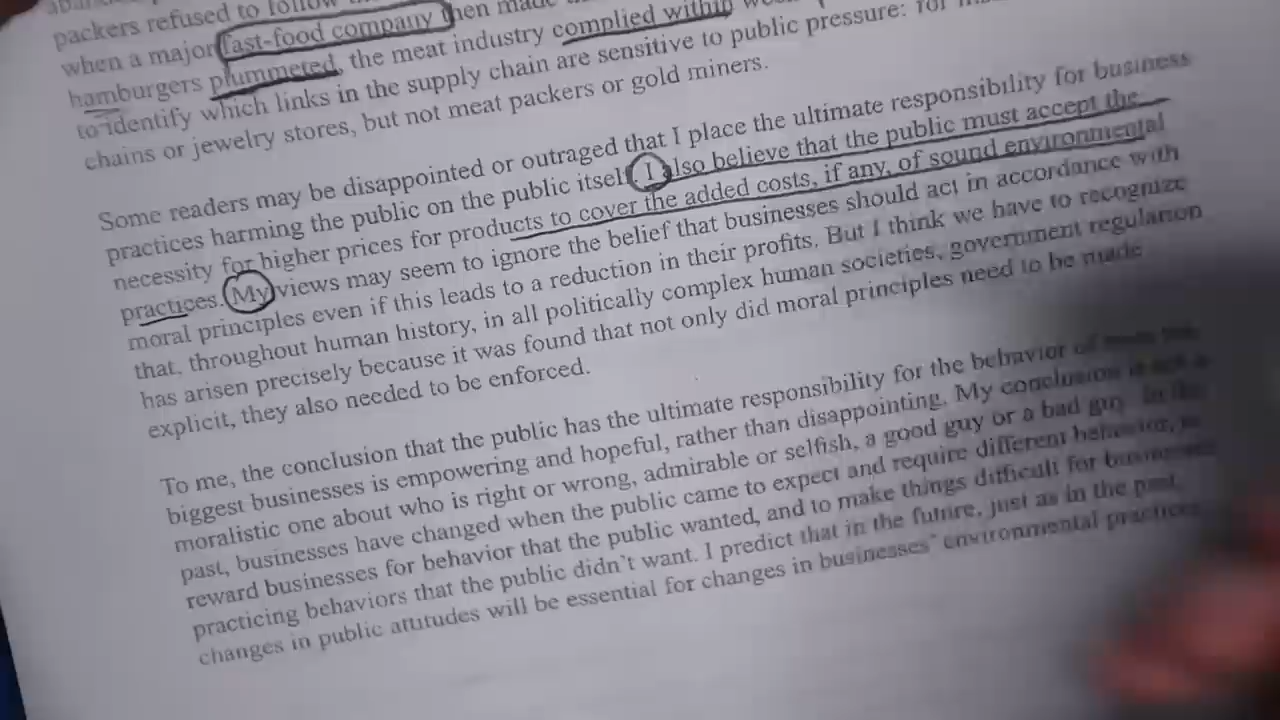 packers refused to follow
when a major fast-food company then made
hamburgers plummeted, the meat industry complied within
to identify which links in the supply chain are sensitive to public pressure: for
chains or jewelry stores, but not meat packers or gold miners.
Some readers may be disappointed or outraged that I place the ultimate responsibility for business
practices harming the public on the public itself. I also believe that the public must accept the
necessity for higher prices for products to cover the added costs, if any, of sound environmental
practices. My views may seem to ignore the belief that businesses should act in accordance with
moral principles even if this leads to a reduction in their profits. But I think we have to recognize
that, throughout human history, in all politically complex human societies, government regulation
has arisen precisely because it was found that not only did moral principles need to be made
explicit, they also needed to be enforced.
To me, the conclusion that the public has the ultimate responsibility for the behavior of
biggest businesses is empowering and hopeful, rather than disappointing. My conclusion is not a
moralistic one about who is right or wrong, admirable or selfish, a good guy or a bad guy. In the
past, businesses have changed when the public came to expect and require different behavior, to
reward businesses for behavior that the public wanted, and to make things difficult for businesses
practicing behaviors that the public didn't want. I predict that in the future, just as in the past,
changes in public attitudes will be essential for changes in businesses' environmental practices.